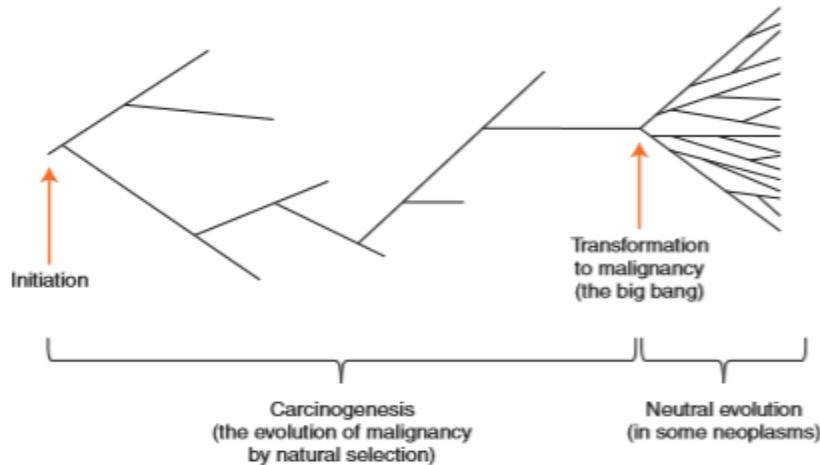 Initiation
Transformation
to malignancy
(the big bang)
Carcinogenesis
(the evolution of malignancy
by natural selection)
Neutral evolution
(in some neoplasms)